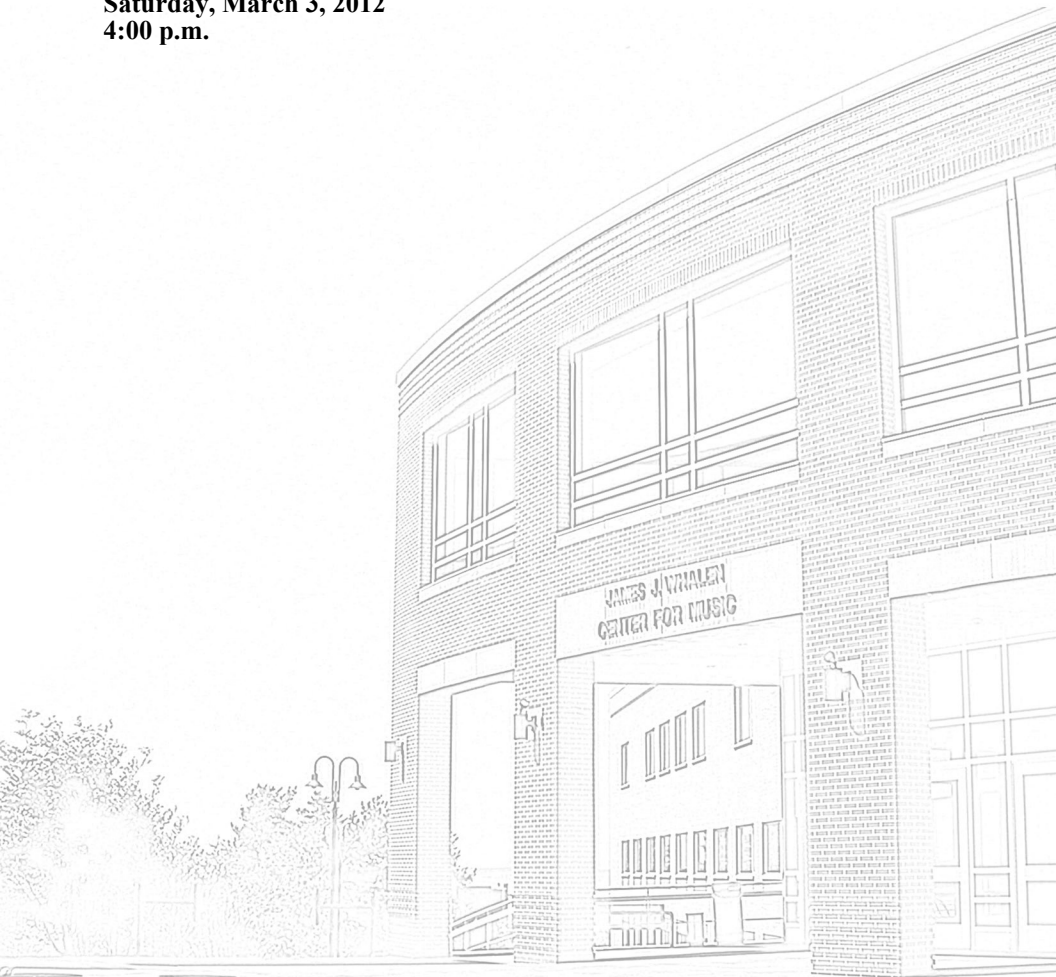 Saturday, March 3, 2012
4:00 p.m.
JAMES J. WHALEN
CENTER FOR MUSIC